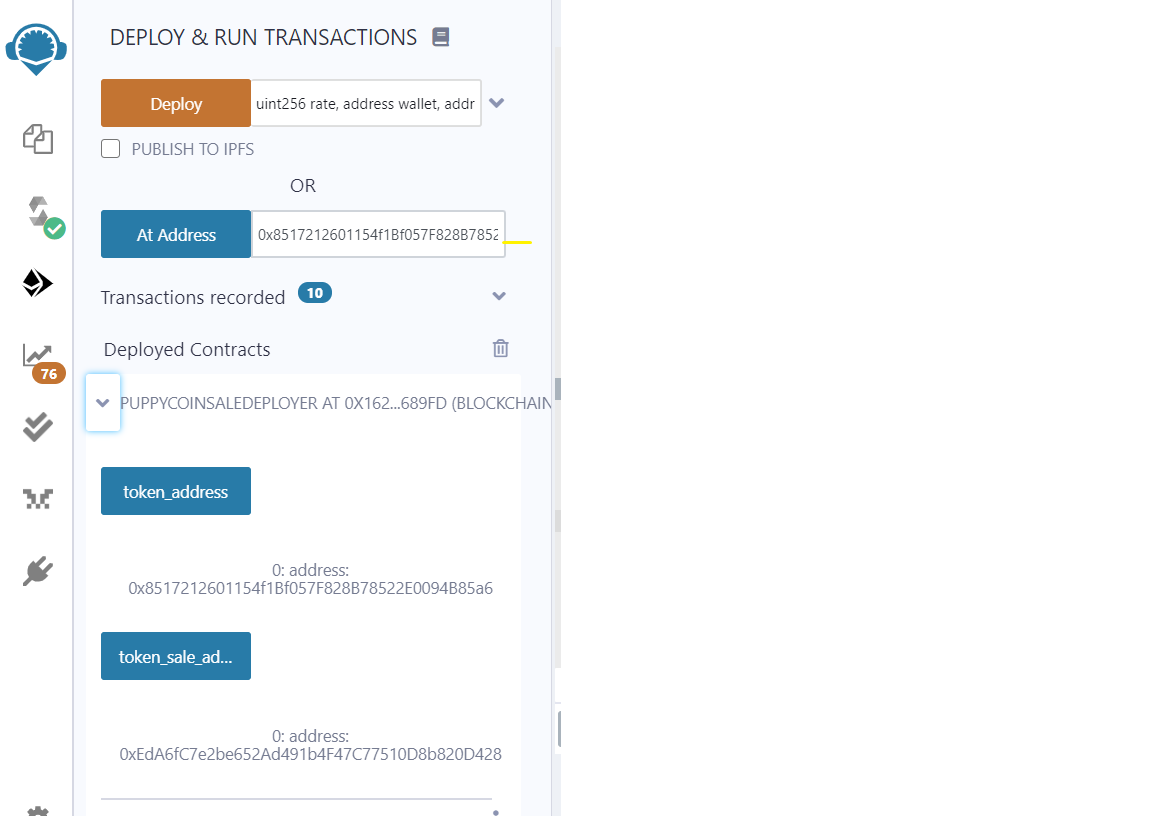 DEPLOY & RUN TRANSACTIONS
Deploy
uint256 rate, address wallet, addr
PUBLISH TO IPFS
OR
At Address
0x8517212601154f1Bf057F828B7852
Transactions recorded 10
Deployed Contracts
76
PUPPYCOINSALEDEPLOYER AT 0X162...689FD (BLOCKCHAIN
token_address
0: address:
0x8517212601154f1Bf057F828B78522E0094B85a6
token_sale_ad...
0: address:
0xEdA6fC7e2be652Ad491b4F47C77510D8b820D428